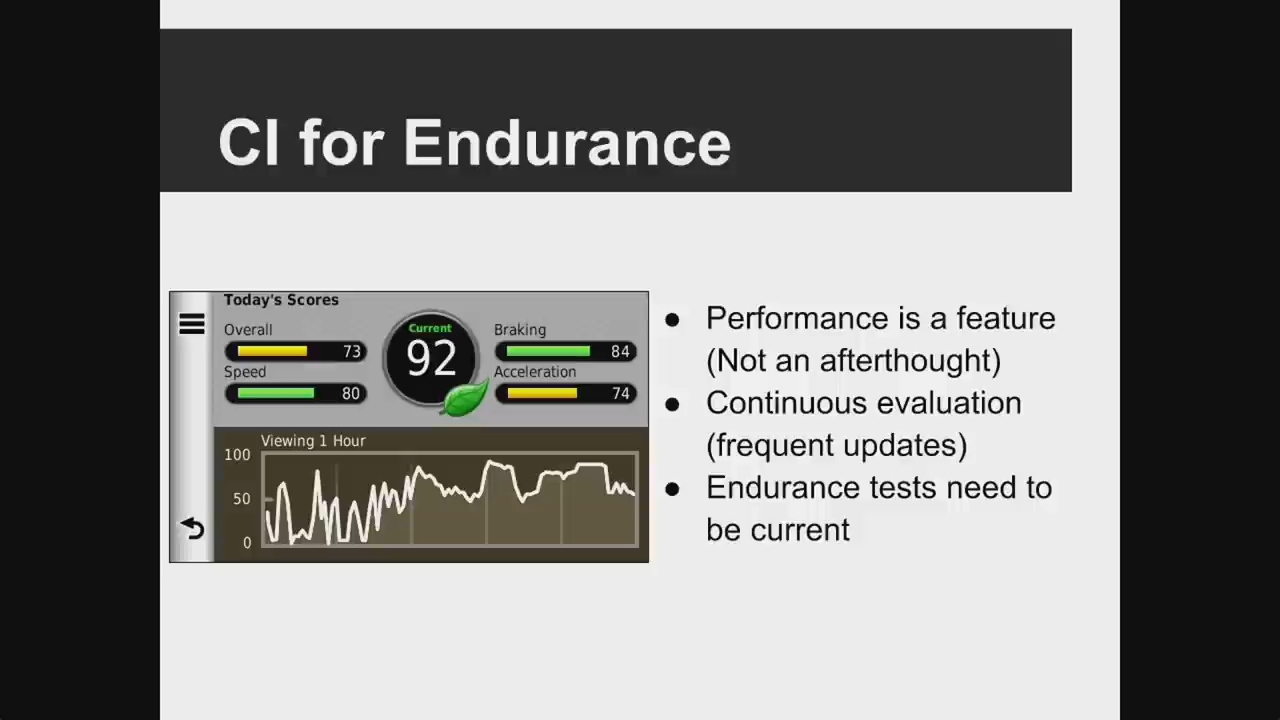 CI for Endurance
Today's Scores
Overall
73
Speed
80
Current
92
Braking
84
Acceleration
74
Viewing 1 Hour
100
50
0
● Performance is a feature
(Not an afterthought)
● Continuous evaluation
(frequent updates)
● Endurance tests need to
be current